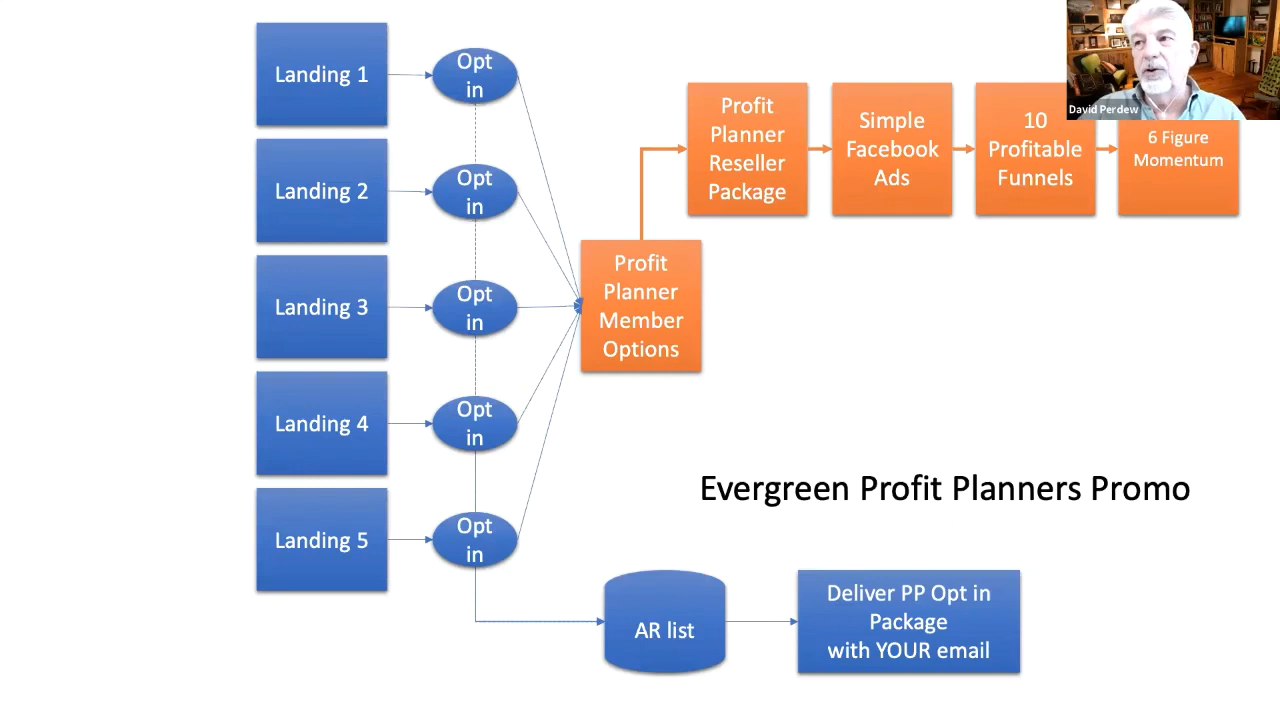 Landing 1
Opt
in
Landing 2
Opt
in
Landing 3
Opt
in
Landing 4
Opt
in
Landing 5
Opt
in
Profit
Planner
Member
Options
Profit
Planner
Reseller
Package
Simple
Facebook
Ads
10
Profitable
Funnels
6 Figure
Momentum
David Perdew
Evergreen Profit Planners Promo
AR list
Deliver PP Opt in
Package
with YOUR email